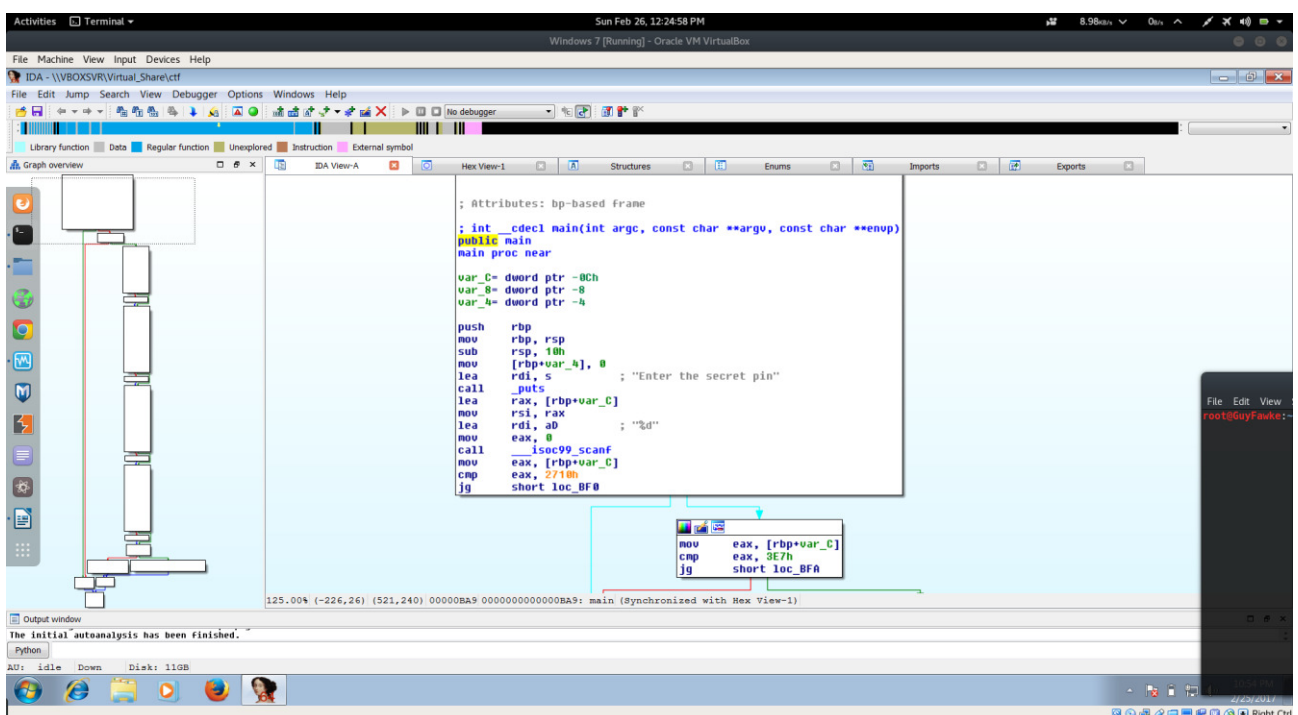 Activities Terminal Sun Feb 26, 12:24:58 PM 8.98KB/s 0B/s
Windows 7 [Running] - Oracle VM VirtualBox
File Machine View Input Devices Help
IDA - \\VBOXSVR\Virtual_Share\ctf
File Edit Jump Search View Debugger Options Windows Help
No debugger
Library function Data Regular function Unexplored Instruction External symbol
Graph overview IDA View-A Hex View-1 Structures Enums Imports Exports
; Attributes: bp-based frame
; int __cdecl main(int argc, const char **argv, const char **envp)
public main
main proc near
var_C= dword ptr -0Ch
var_8= dword ptr -8
var_4= dword ptr -4
push rbp
mov rbp, rsp
sub rsp, 10h
mov [rbp+var_4], 0
lea rdi, s ; "Enter the secret pin"
call _puts
lea rax, [rbp+var_C]
mov rsi, rax
lea rdi, aD ; "%d"
mov eax, 0
call ___isoc99_scanf
mov eax, [rbp+var_C]
cmp eax, 2710h
jg short loc_BF0
mov eax, [rbp+var_C]
cmp eax, 3E7h
jg short loc_BFA
File Edit View
root@GuyFawke:~
125.00% (-226,26) (521,240) 00000BA9 0000000000000BA9: main (Synchronized with Hex View-1)
Output window
The initial autoanalysis has been finished.
Python
AU: idle Down Disk: 11GB
10:54 PM
2/25/2017
Right Ctrl